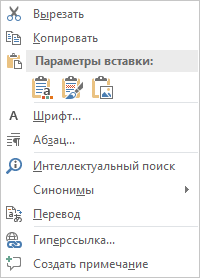 Вырезать
Копировать
Параметры вставки:
Шрифт...
Абзац...
Интеллектуальный поиск
Синонимы
Перевод
Гиперссылка...
Создать примечание